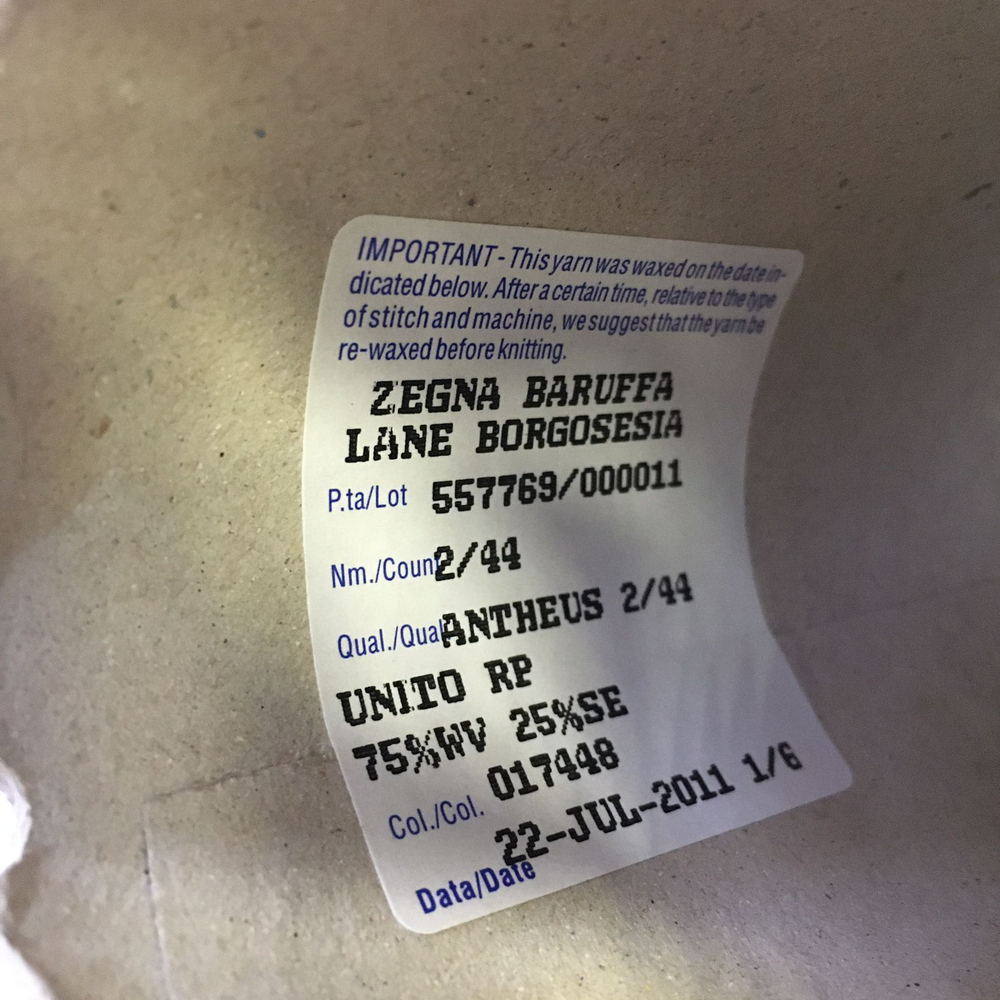 IMPORTANT - This yarn was waxed on the date in-
dicated below. After a certain time, relative to the type
of stitch and machine, we suggest that the yarn be
re-waxed before knitting.
ZEGNA BARUFFA
LANE BORGOSESIA
P.ta/Lot 557769/000011
Nm./Count 2/44
Qual./Qual ANTHEUS 2/44
UNITO RP
75%WV 25%SE
Col./Col. 017448
Data/Date 22-JUL-2011 1/6